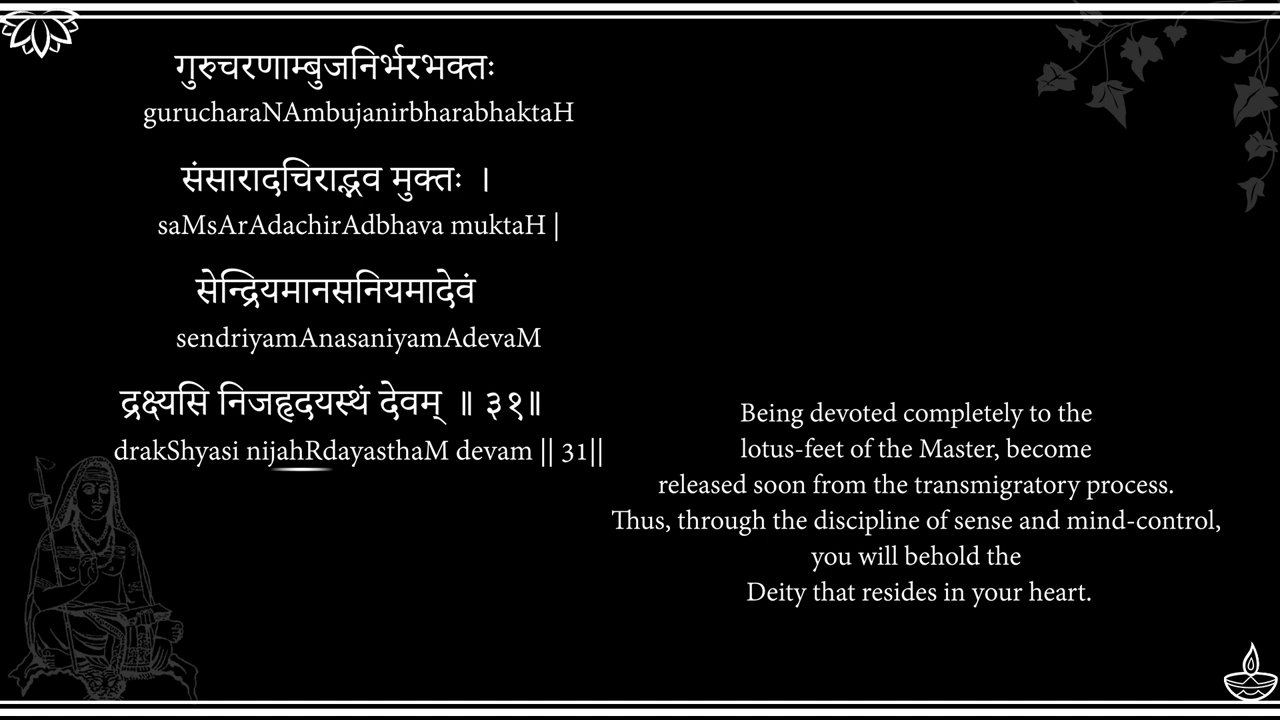 गुरुचरणाम्बुजनिर्भरभक्तः
gurucharaNAmbujanirbharabhaktaH
संसारादचिराद्भव मुक्तः ।
saMsArAdachirAdbhava muktaH |
सेन्द्रियमानसनियमादेवं
sendriyamAnasaniyamAdevaM
द्रक्ष्यसि निजहृदयस्थं देवम् ॥ ३१॥
drakShyasi nijahRdayasthaM devam || 31||
Being devoted completely to the
lotus-feet of the Master, become
released soon from the transmigratory process.
Thus, through the discipline of sense and mind-control,
you will behold the
Deity that resides in your heart.